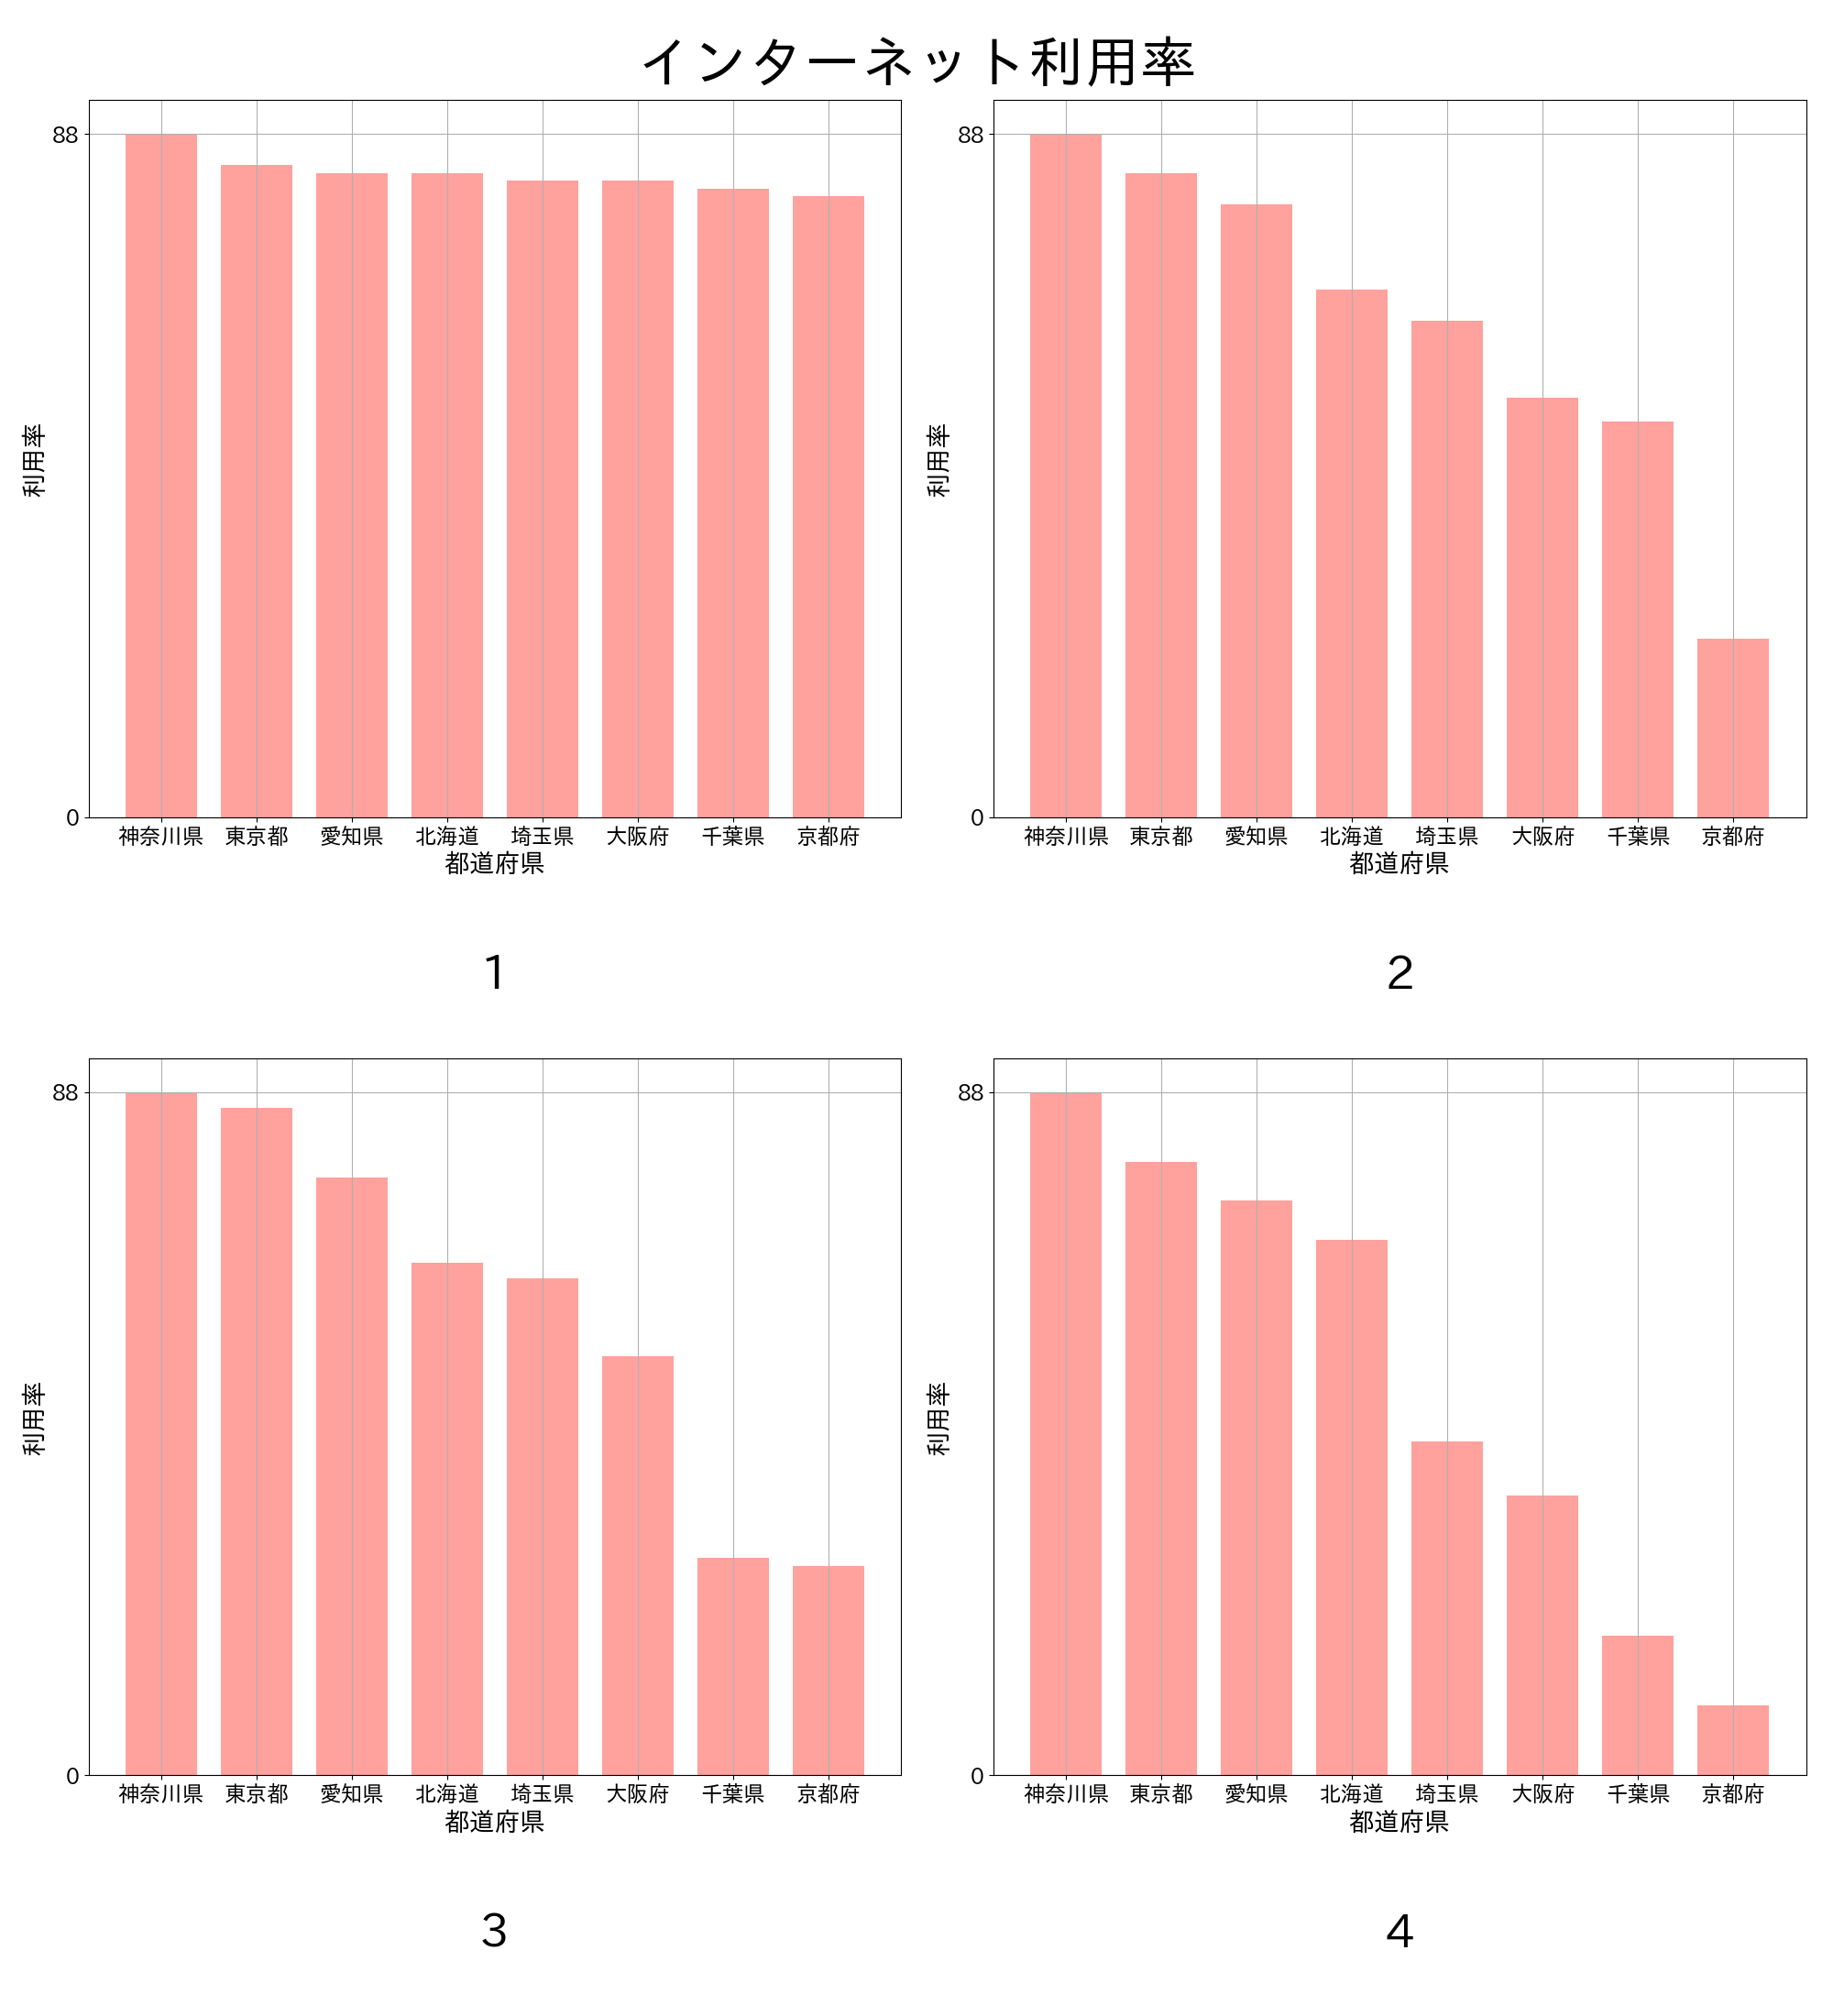 インターネット利用率
88
0
利用率
神奈川県 東京都 愛知県 北海道 埼玉県 大阪府 千葉県 京都府
都道府県
1
88
0
利用率
神奈川県 東京都 愛知県 北海道 埼玉県 大阪府 千葉県 京都府
都道府県
2
88
0
利用率
神奈川県 東京都 愛知県 北海道 埼玉県 大阪府 千葉県 京都府
都道府県
3
88
0
利用率
神奈川県 東京都 愛知県 北海道 埼玉県 大阪府 千葉県 京都府
都道府県
4